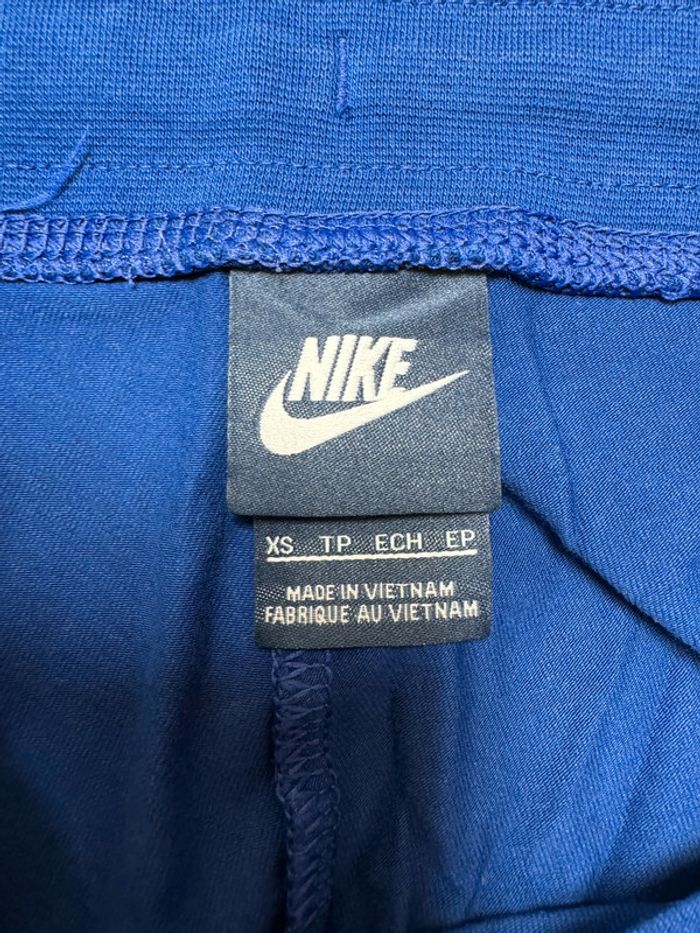 NIKE
XS TP ECH EP
MADE IN VIETNAM
FABRIQUE AU VIETNAM